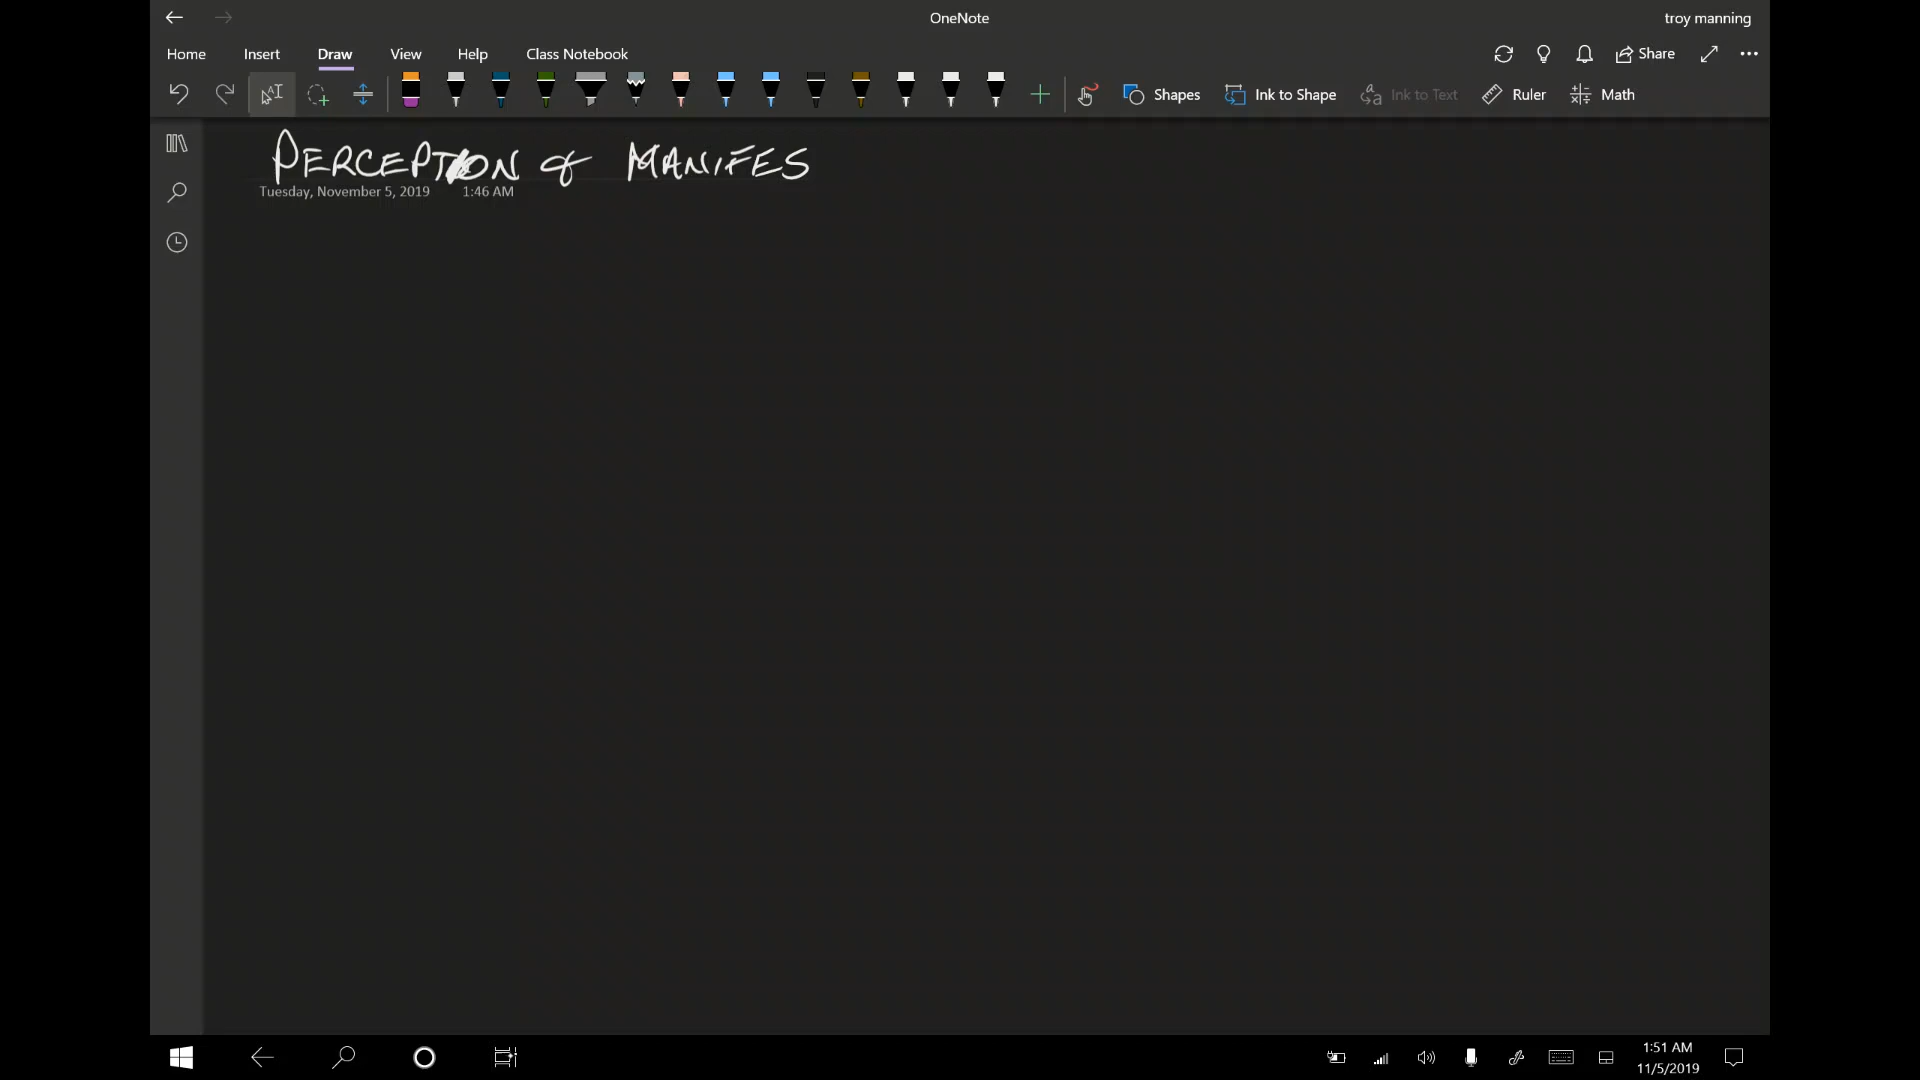 OneNote
troy manning
Home Insert Draw View Help Class Notebook
Share
Shapes Ink to Shape Ink to Text Ruler Math
PERCEPTION & MANIFES
Tuesday, November 5, 2019 1:46 AM
1:51 AM
11/5/2019